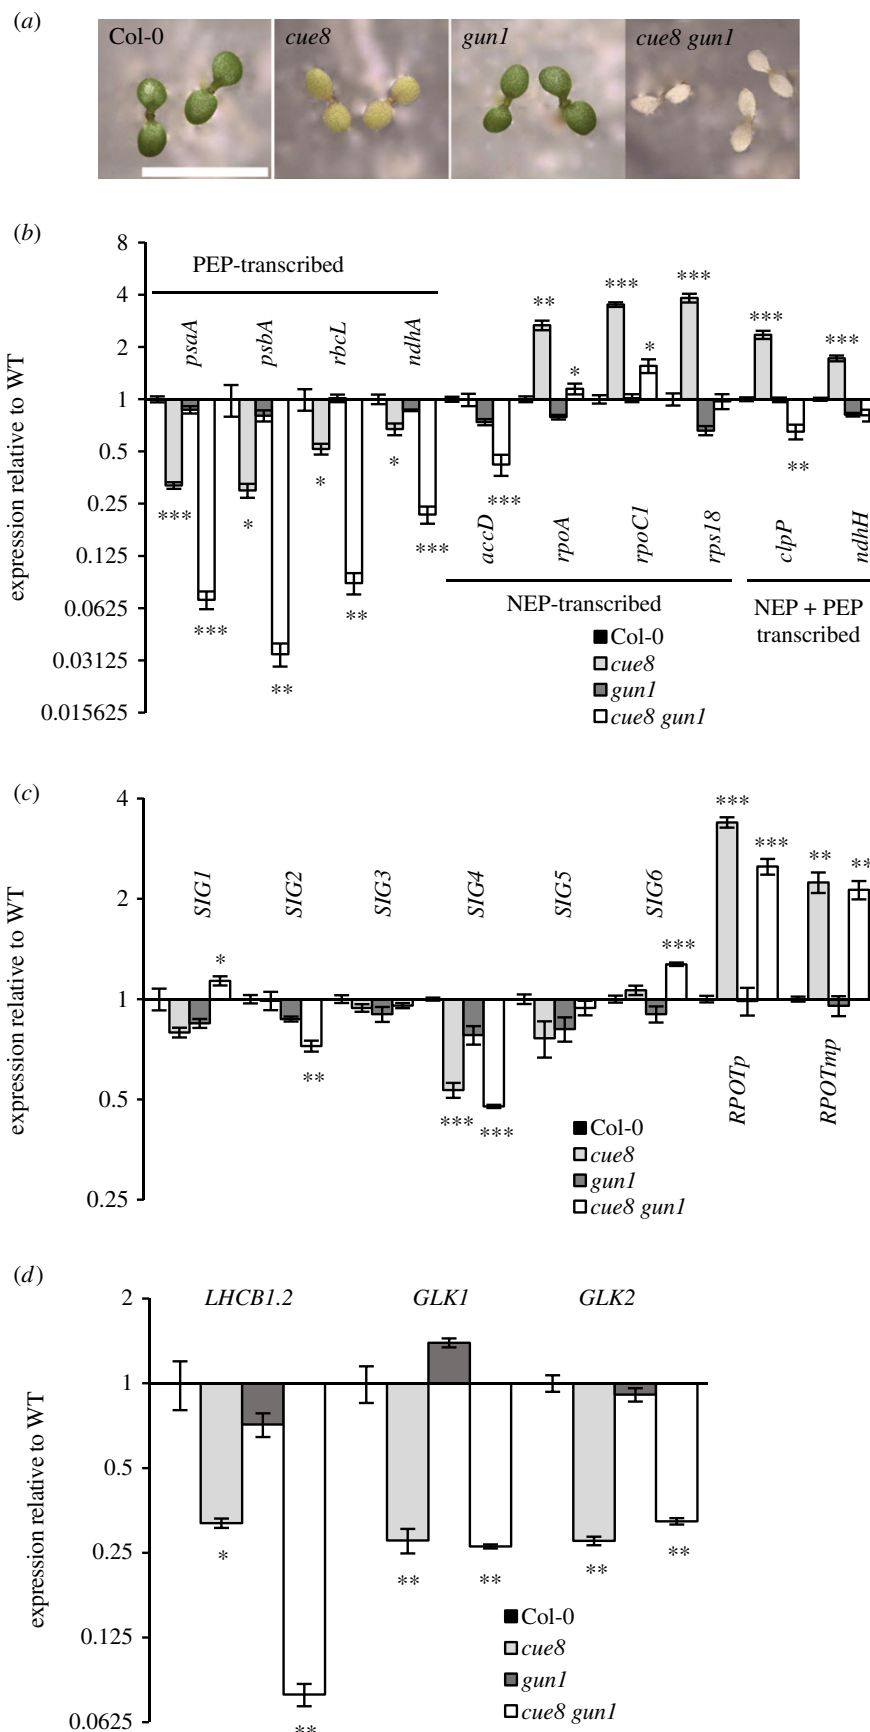 (a)
Col-0 cue8 gun1 cue8 gun1
(b)
expression relative to WT
8
4
2
1
0.5
0.25
0.125
0.0625
0.03125
0.015625
PEP-transcribed
psaA psbA rbcL ndhA
*** * * *
*** ** ** ***
** *** *** *** ***
* *
*** **
accD rpoA rpoC1 rps18 clpP ndhH
NEP-transcribed
NEP + PEP
transcribed
Col-0
cue8
gun1
cue8 gun1
(c)
expression relative to WT
4
2
1
0.5
0.25
SIG1 SIG2 SIG3 SIG4 SIG5 SIG6
* *** *** *** ** **
** *** ***
RPOTp RPOTmp
Col-0
cue8
gun1
cue8 gun1
(d)
expression relative to WT
2
1
0.5
0.25
0.125
0.0625
LHCB1.2 GLK1 GLK2
* ** ** ** **
**
Col-0
cue8
gun1
cue8 gun1